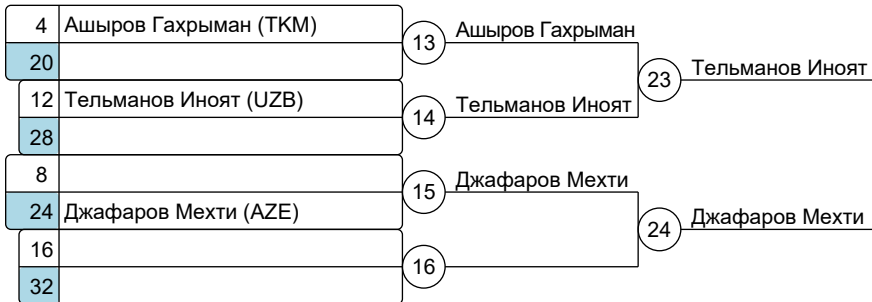 4 Ашыров Гахрыман (TKM)
20
13 Ашыров Гахрыман
12 Тельманов Иноят (UZB)
28
14 Тельманов Иноят
23 Тельманов Иноят
8
24 Джафаров Мехти (AZE)
15 Джафаров Мехти
16
32
16
24 Джафаров Мехти